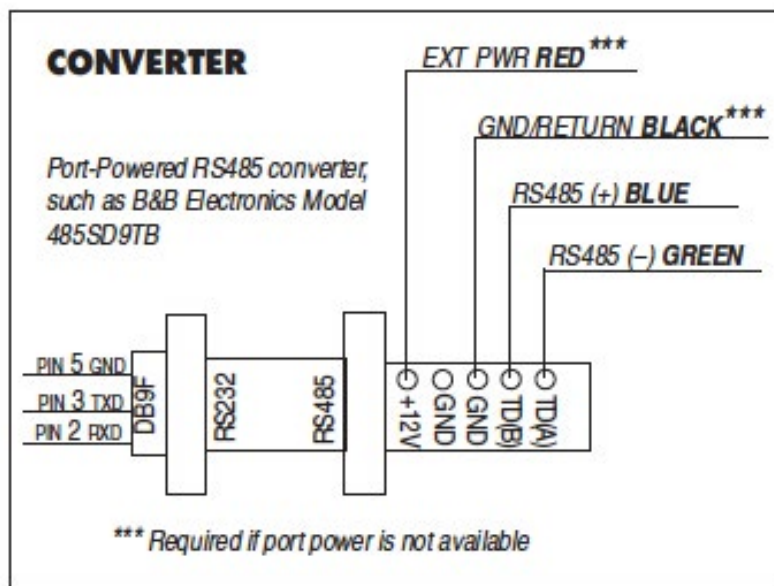 CONVERTER
EXT PWR RED***
GND/RETURN BLACK***
Port-Powered RS485 converter,
such as B&B Electronics Model
485SD9TB
RS485 (+) BLUE
RS485 (–) GREEN
PIN 5 GND
PIN 3 TXD
PIN 2 RXD
DB9F
RS232
RS485
+12V
GND
GND
TD(B)
TD(A)
*** Required if port power is not available